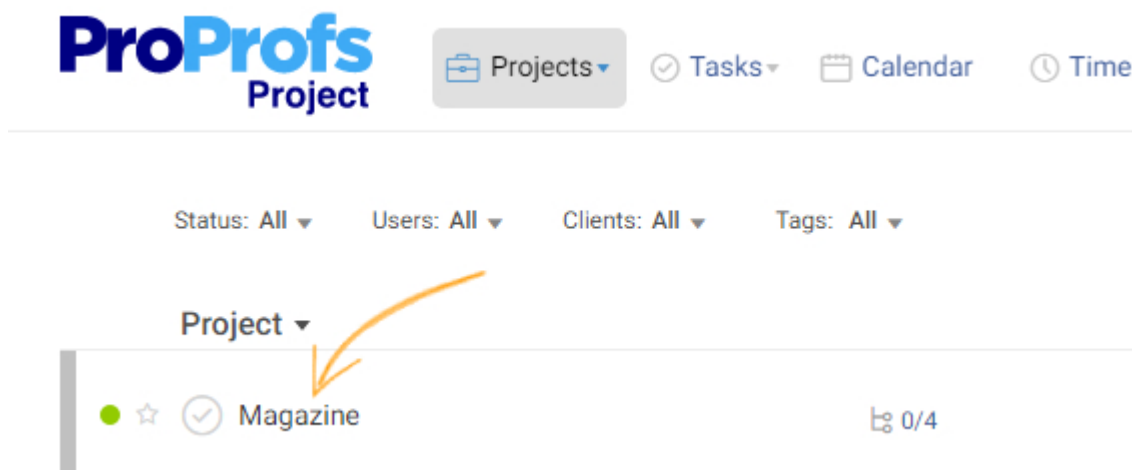 ProProfs
Project
Projects Tasks Calendar Time
Status: All Users: All Clients: All Tags: All
Project
Magazine 0/4